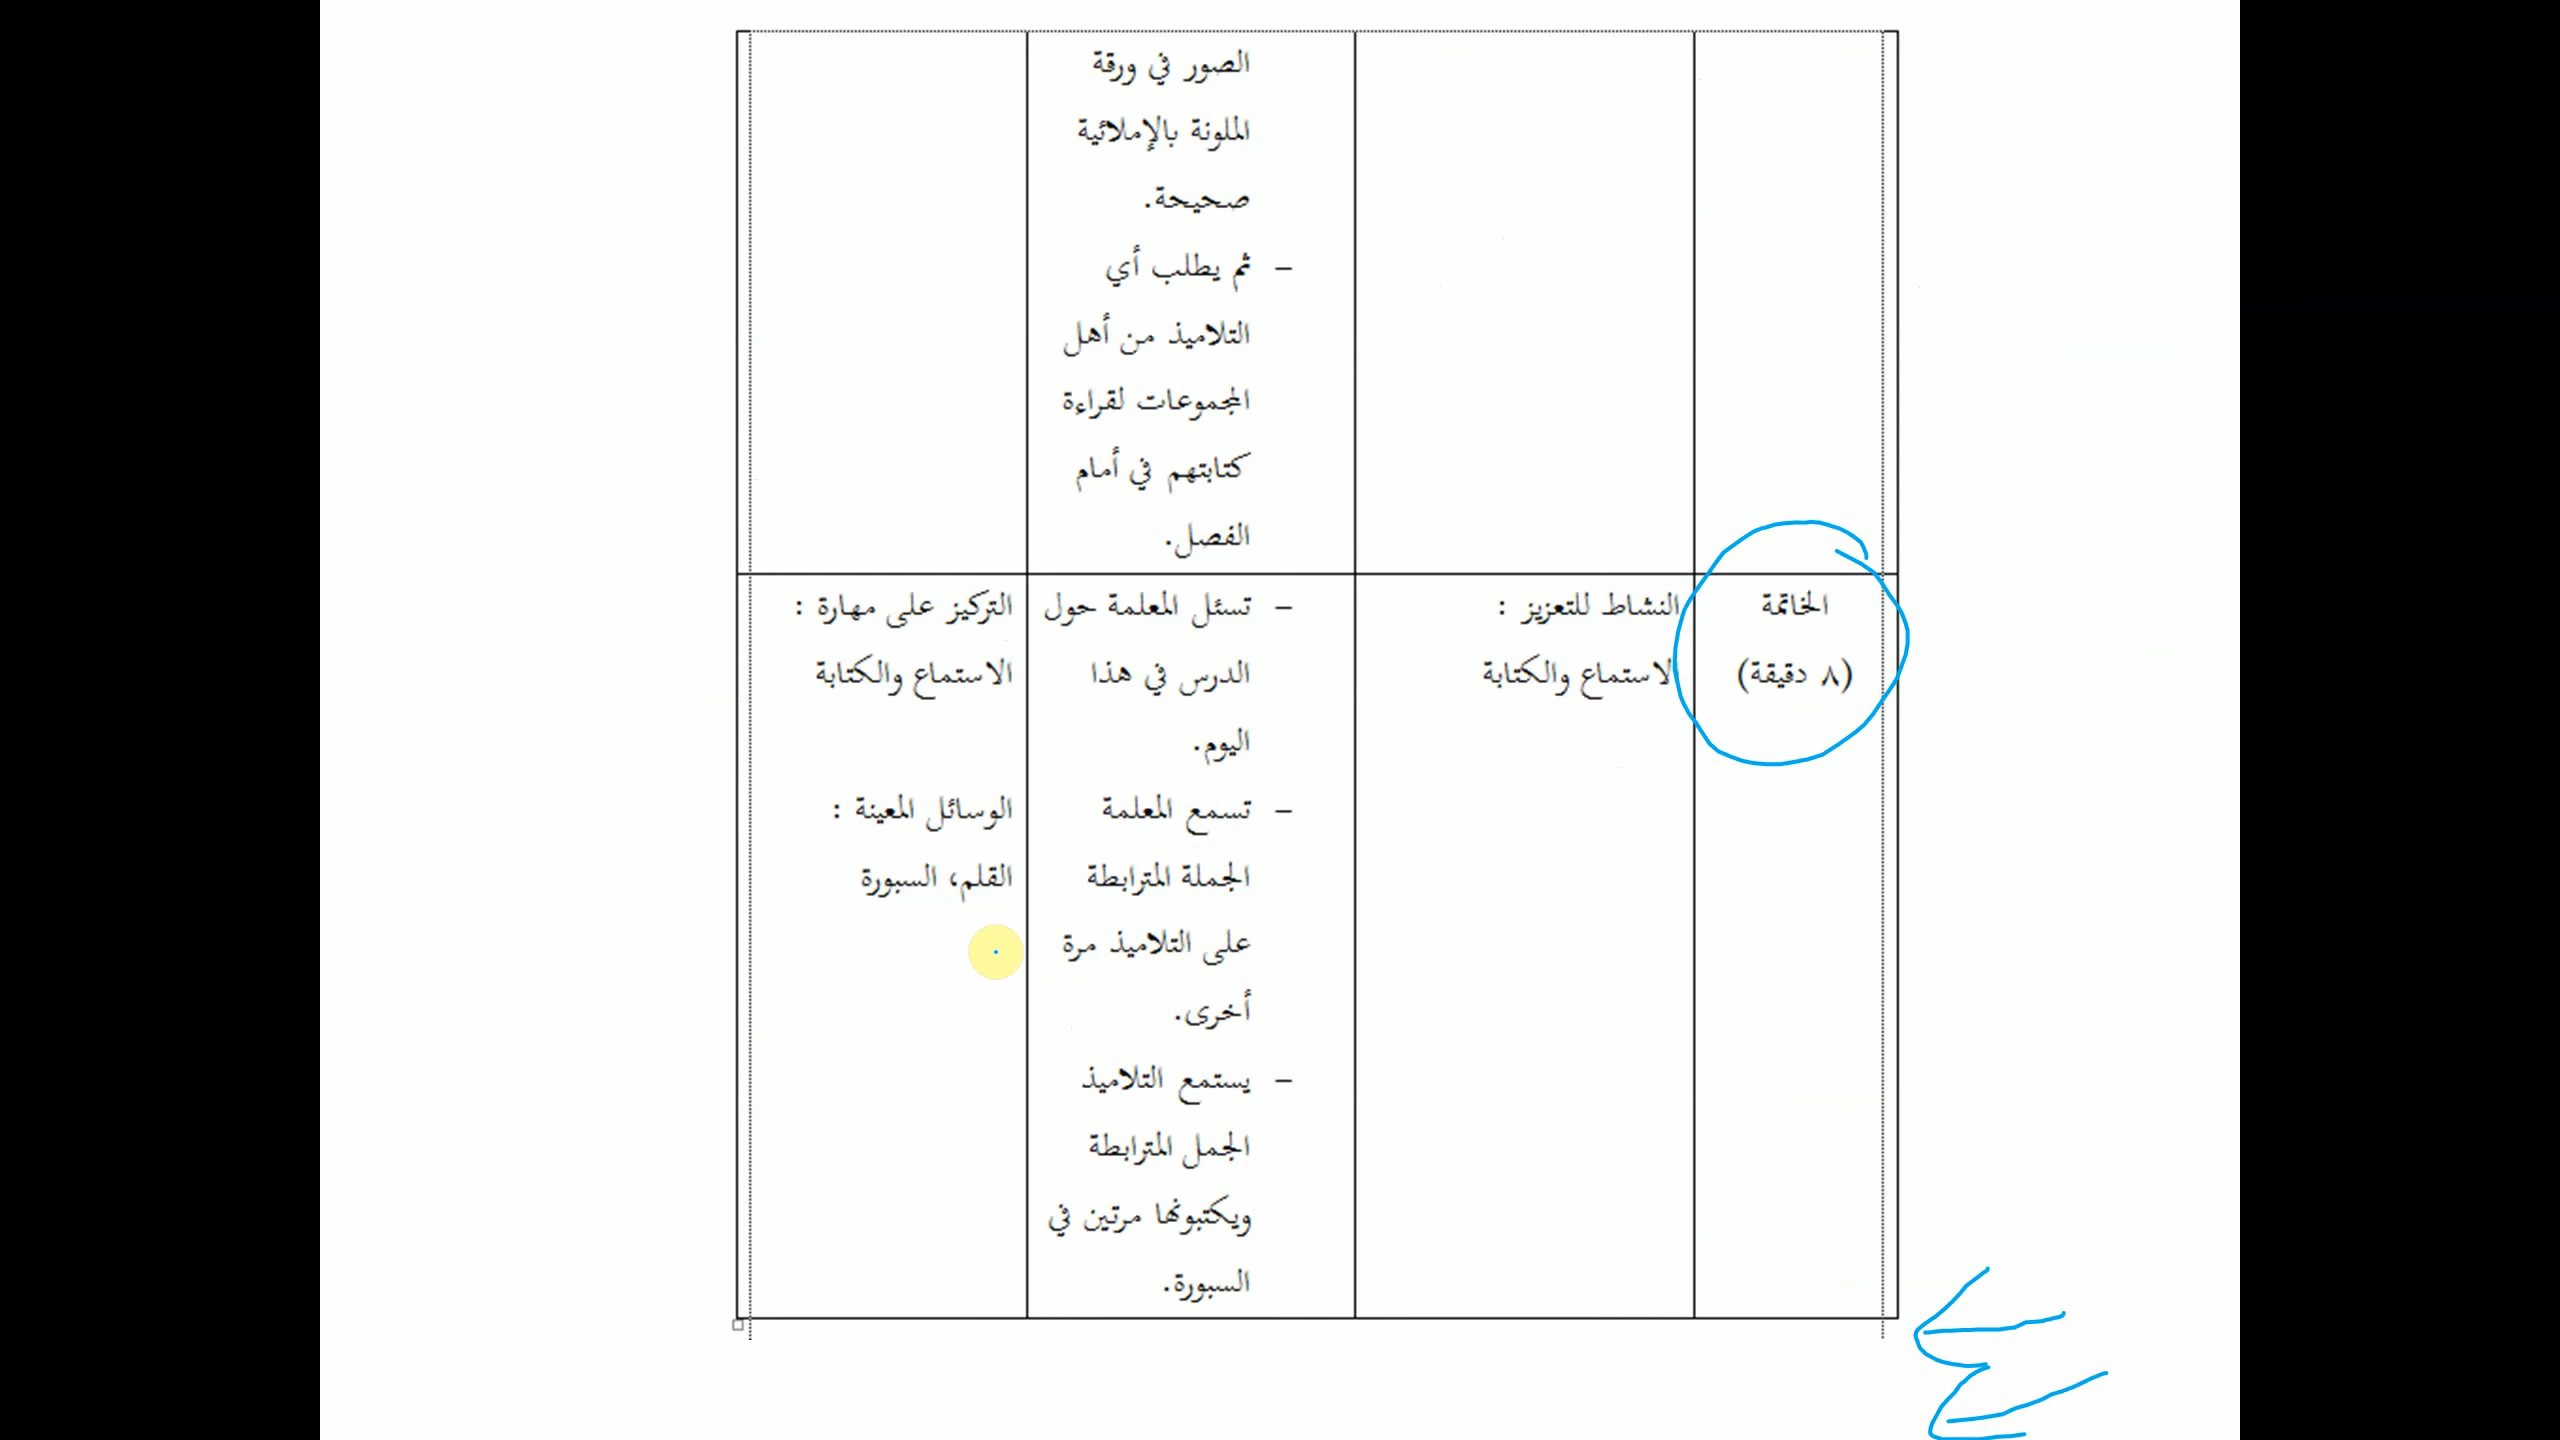 الصور في ورقة
الملونة بالإملائية
صحيحة.
– ثم يطلب أي
التلاميذ من أهل
المجموعات لقراءة
كتابتهم في أمام
الفصل.
الخاتمة
(٨ دقيقة)
النشاط للتعزيز :
الاستماع والكتابة
– تسئل المعلمة حول
الدرس في هذا
اليوم.
– تسمع المعلمة
الجملة المترابطة
على التلاميذ مرة
أخرى.
– يستمع التلاميذ
الجمل المترابطة
ويكتبونها مرتين في
السبورة.
التركيز على مهارة :
الاستماع والكتابة
الوسائل المعينة :
القلم، السبورة